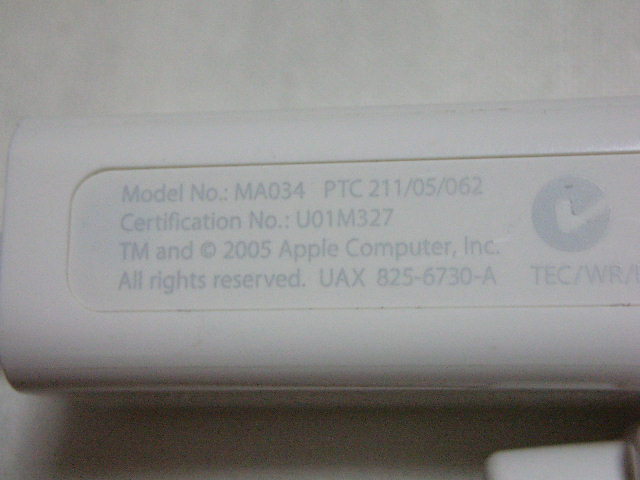 Model No.: MA034 PTC 211/05/062
Certification No.: U01M327
TM and © 2005 Apple Computer, Inc.
All rights reserved. UAX 825-6730-A
TEC/WR/